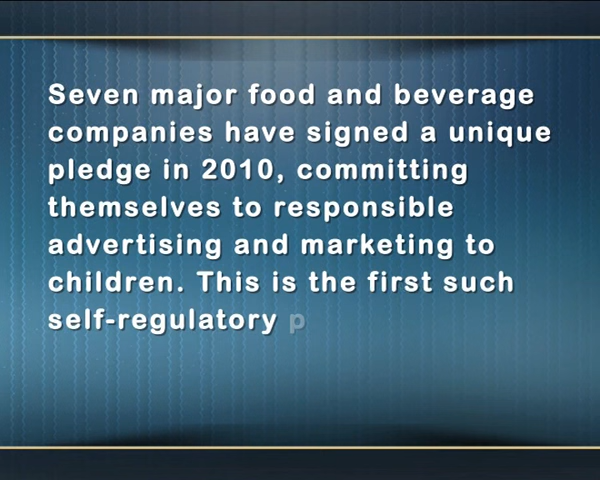 Seven major food and beverage
companies have signed a unique
pledge in 2010, committing
themselves to responsible
advertising and marketing to
children. This is the first such
self-regulatory p